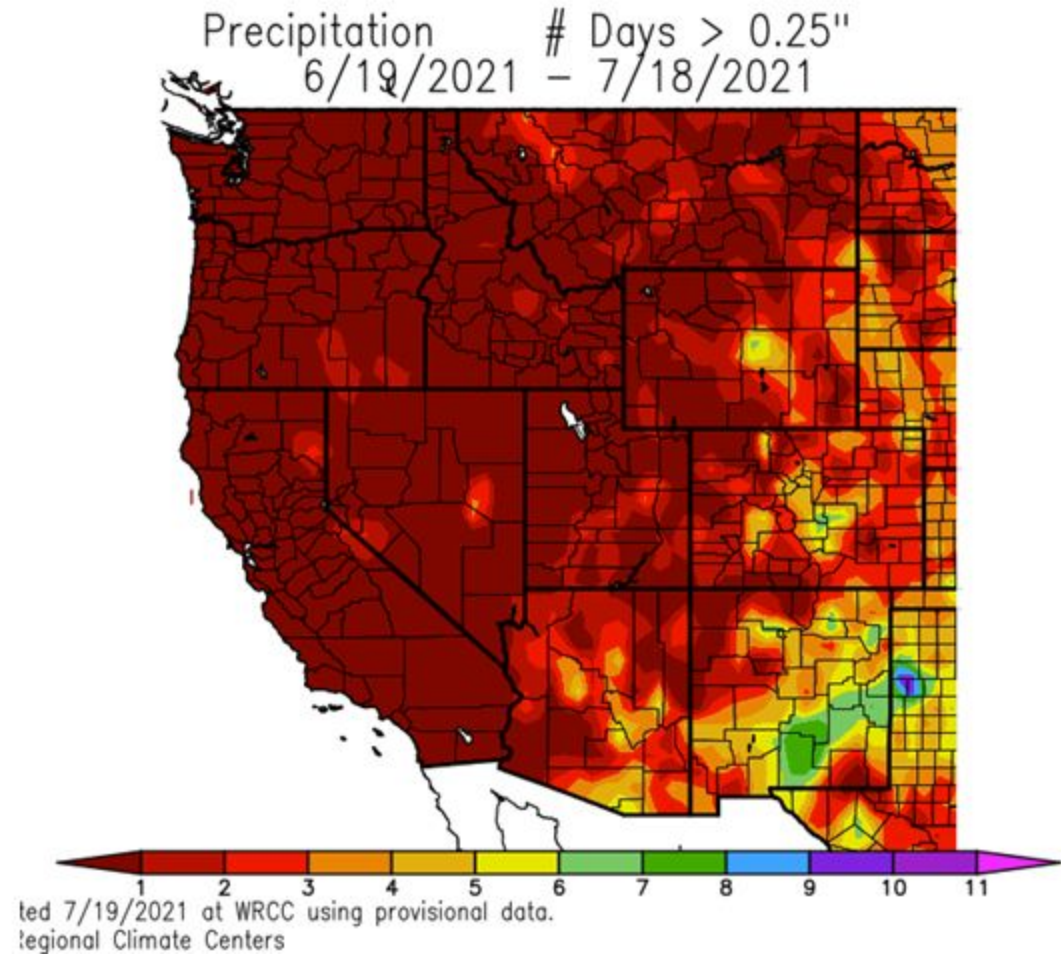 Precipitation # Days > 0.25"
6/19/2021 - 7/18/2021
1 2 3 4 5 6 7 8 9 10 11
ted 7/19/2021 at WRCC using provisional data.
Regional Climate Centers